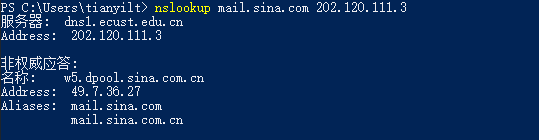 PS C:\Users\tianyilt> nslookup mail.sina.com 202.120.111.3
服务器:  dns1.ecust.edu.cn
Address:  202.120.111.3
非权威应答:
名称:    w5.dpool.sina.com.cn
Address:  49.7.36.27
Aliases:  mail.sina.com
mail.sina.com.cn